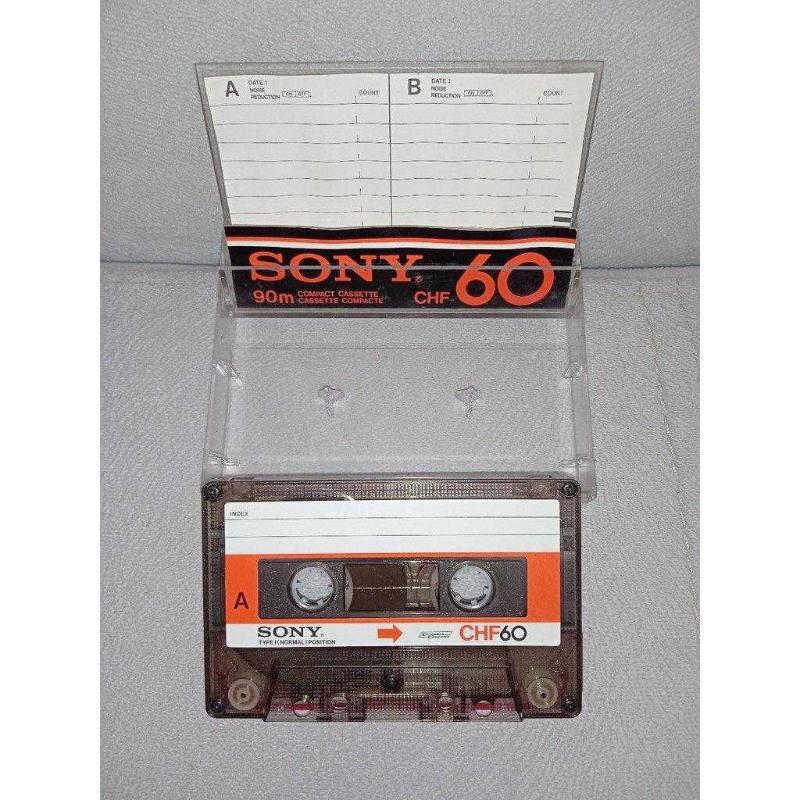 A DATE :
NOISE
REDUCTION ON OFF COUNT
B DATE :
NOISE
REDUCTION ON OFF COUNT
SONY®
90m COMPACT CASSETTE
CASSETTE COMPACTE
CHF-60
INDEX
A
SONY®
TYPE I (NORMAL) POSITION
CHF60